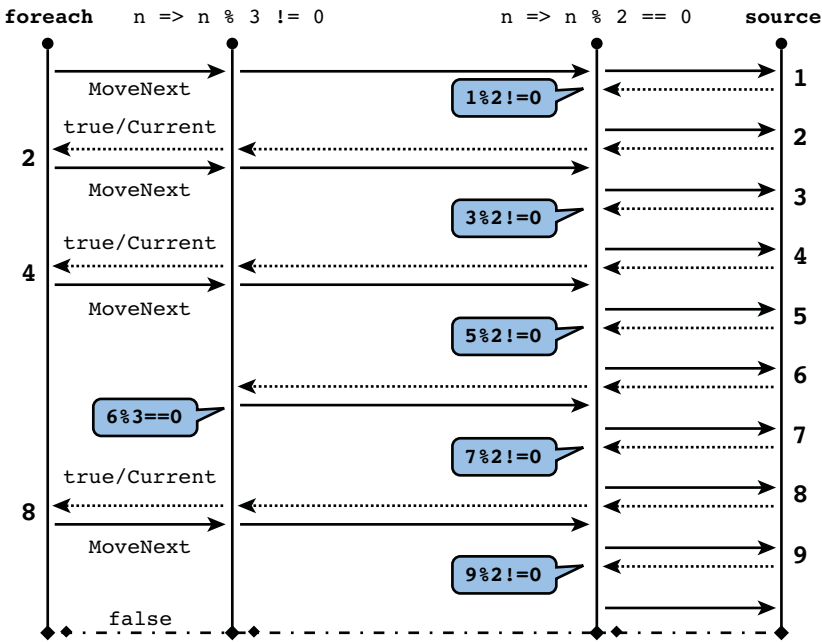 foreach n => n % 3 != 0 n => n % 2 == 0 source
1
MoveNext 1%2!=0
true/Current 2
2
MoveNext 3
3%2!=0
true/Current 4
4
MoveNext 5
5%2!=0
6
6%3==0
7
7%2!=0
true/Current 8
8
MoveNext 9
9%2!=0
false